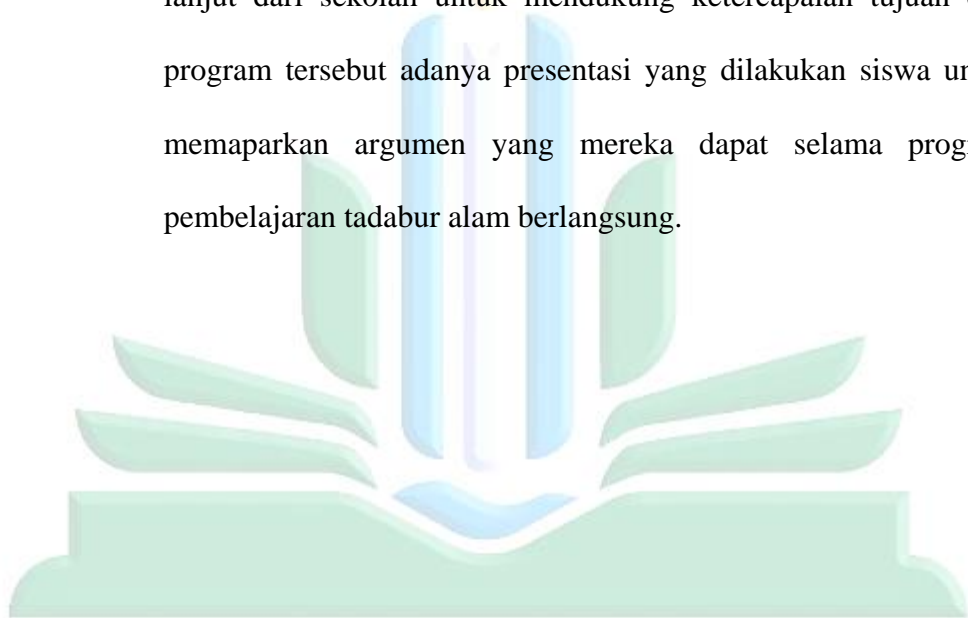 lanjut dari sekolah untuk mendukung ketercapaian tujuan
program tersebut adanya presentasi yang dilakukan siswa
memaparkan argumen yang mereka dapat selama
pembelajaran tadabur alam berlangsung.